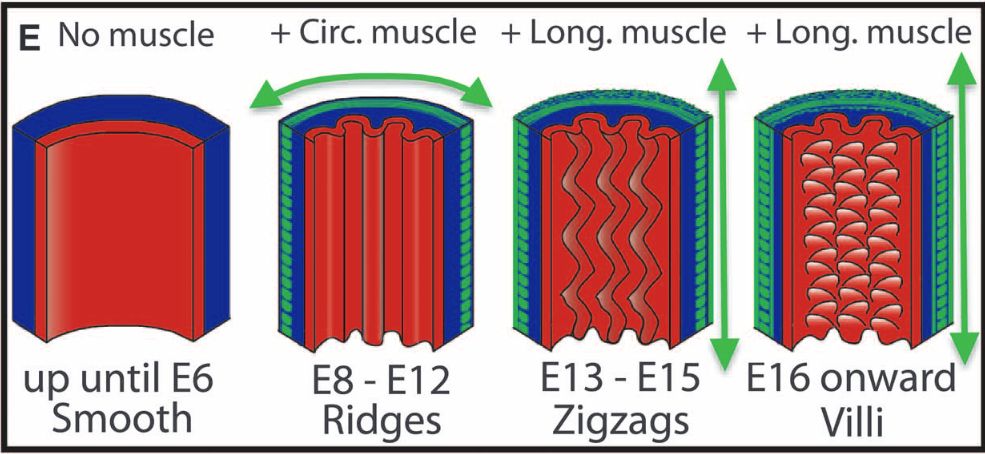 E No muscle
+ Circ. muscle
+ Long. muscle
+ Long. muscle
up until E6
Smooth
E8 - E12
Ridges
E13 - E15
Zigzags
E16 onward
Villi